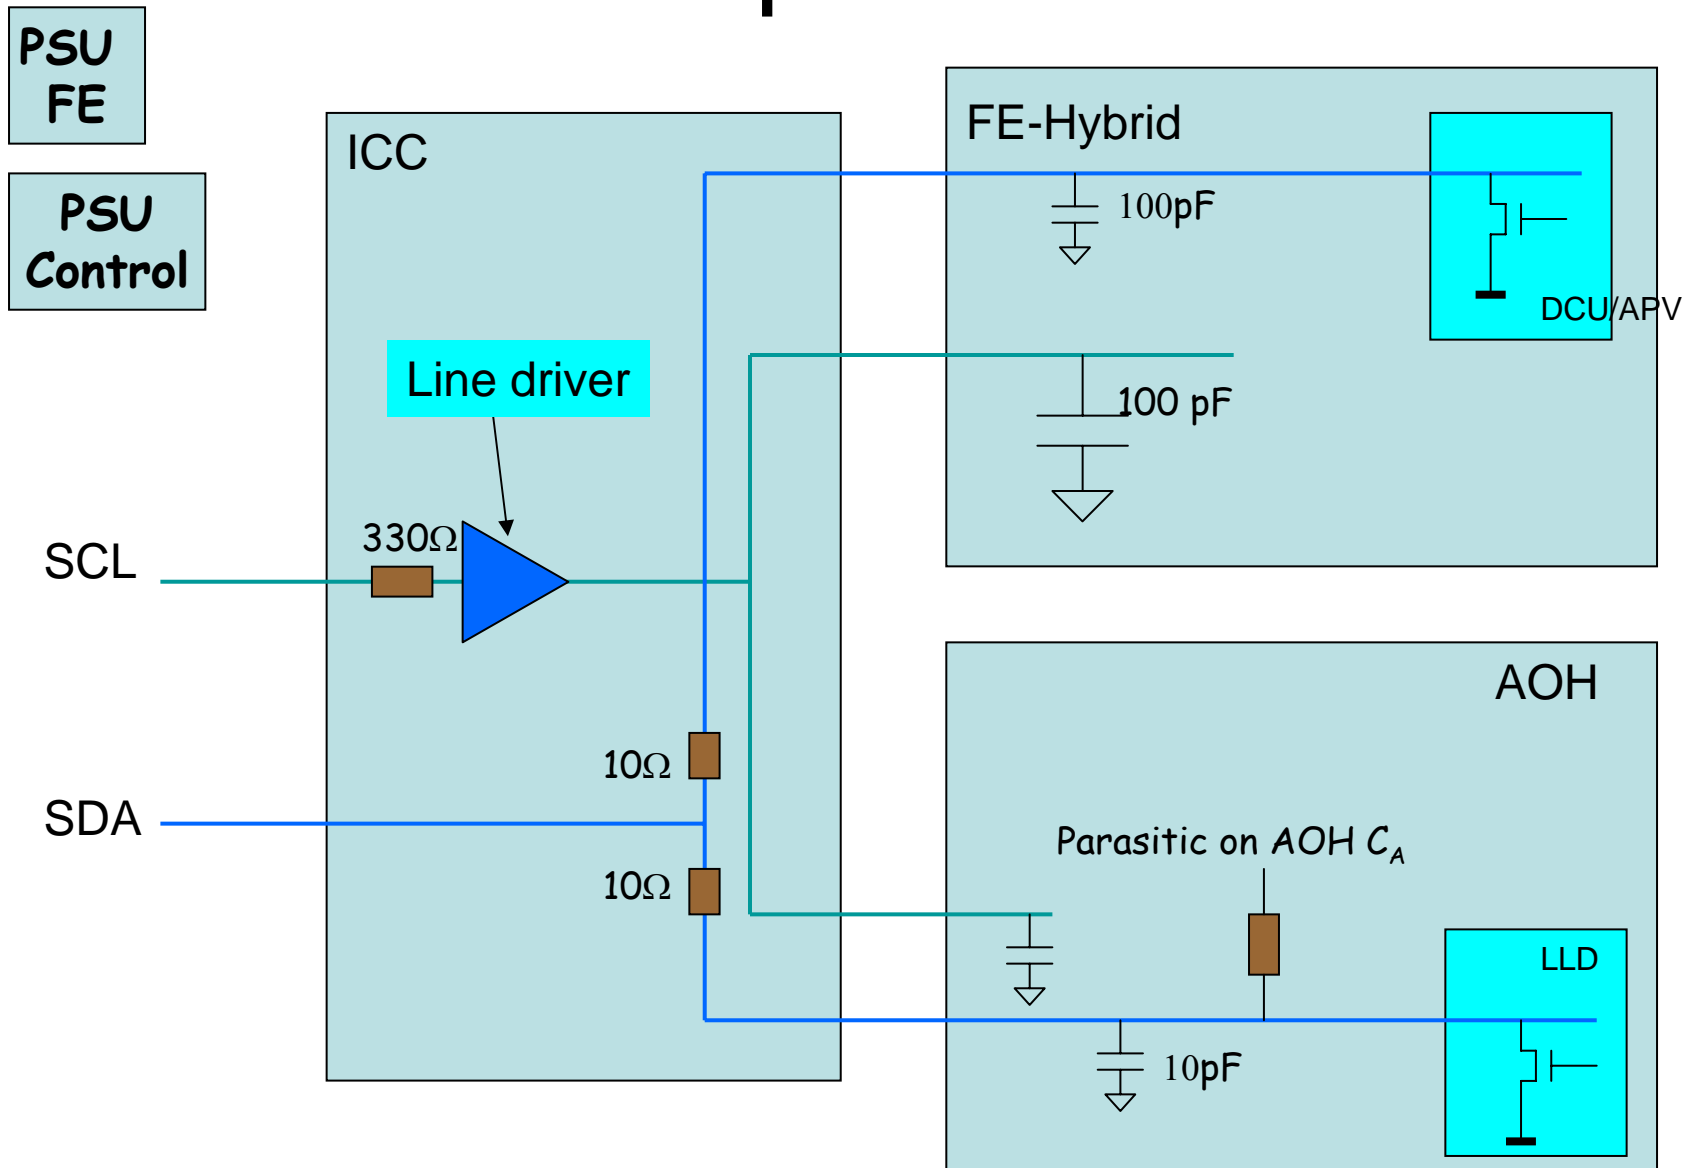 PSU
FE
PSU
Control
ICC
FE-Hybrid
100pF
DCU/APV
Line driver
100 pF
330Ω
SCL
AOH
10Ω
SDA
Parasitic on AOH C_A
10Ω
LLD
10pF